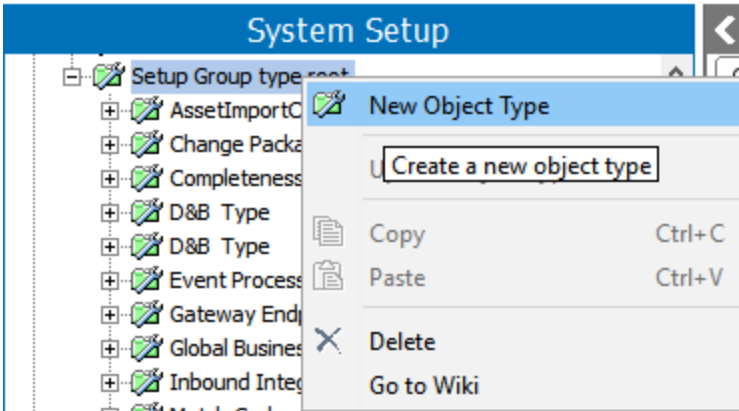 System Setup
Setup Group type root
New Object Type
AssetImportC
Change Packa
Create a new object type
Completeness
D&B Type
Copy Ctrl+C
D&B Type
Paste Ctrl+V
Event Process
Gateway End
Delete
Global Busines
Go to Wiki
Inbound Integ